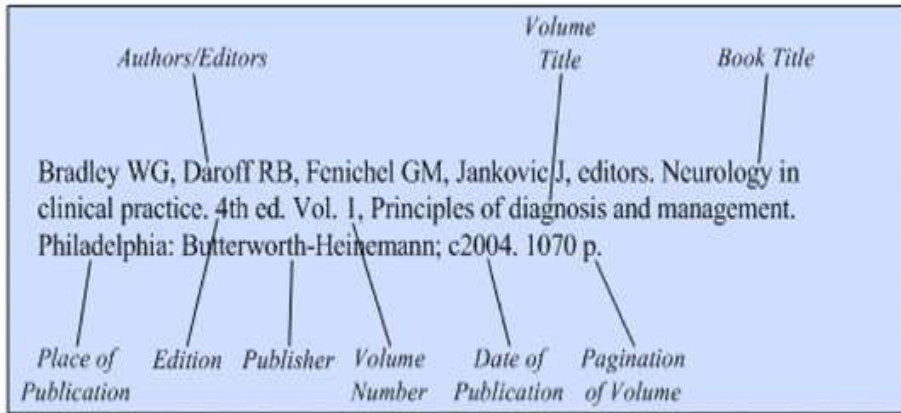 Volume
Authors/Editors Title Book Title
Bradley WG, Daroff RB, Fenichel GM, Jankovic J, editors. Neurology in
clinical practice. 4th ed. Vol. 1, Principles of diagnosis and management.
Philadelphia: Butterworth-Heinemann; c2004. 1070 p.
Place of Edition Publisher Volume Date of Pagination
Publication Number Publication of Volume